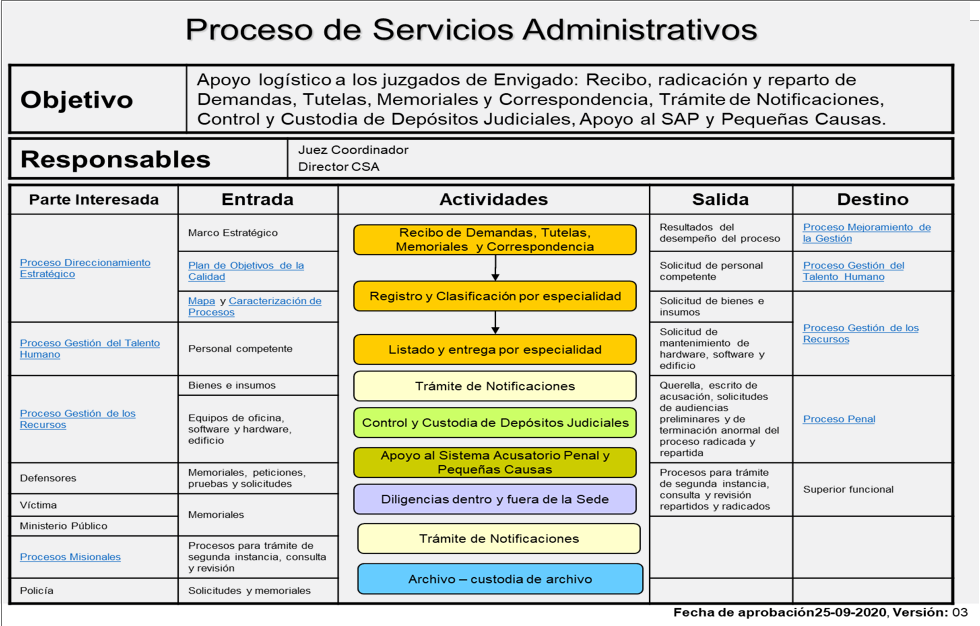 Proceso de Servicios Administrativos
Objetivo
Apoyo logístico a los juzgados de Envigado: Recibo, radicación y reparto de
Demandas, Tutelas, Memoriales y Correspondencia, Trámite de Notificaciones,
Control y Custodia de Depósitos Judiciales, Apoyo al SAP y Pequeñas Causas.
Responsables
Juez Coordinador
Director CSA
Parte Interesada
Entrada
Actividades
Salida
Destino
Proceso Direccionamiento
Estratégico
Marco Estratégico
Plan de Objetivos de la
Calidad
Mapa y Caracterización de
Procesos
Proceso Gestión del Talento
Humano
Personal competente
Proceso Gestión de los
Recursos
Bienes e insumos
Equipos de oficina,
software y hardware,
edificio
Defensores
Memoriales, peticiones,
pruebas y solicitudes
Víctima
Ministerio Público
Memoriales
Procesos Misionales
Procesos para trámite de
segunda instancia, consulta
y revisión
Policía
Solicitudes y memoriales
Recibo de Demandas, Tutelas,
Memoriales y Correspondencia
Registro y Clasificación por especialidad
Listado y entrega por especialidad
Trámite de Notificaciones
Control y Custodia de Depósitos Judiciales
Apoyo al Sistema Acusatorio Penal y
Pequeñas Causas
Diligencias dentro y fuera de la Sede
Trámite de Notificaciones
Archivo – custodia de archivo
Resultados del
desempeño del proceso
Proceso Mejoramiento de
la Gestión
Solicitud de personal
competente
Proceso Gestión del
Talento Humano
Solicitud de bienes e
insumos
Solicitud de
mantenimiento de
hardware, software y
edificio
Proceso Gestión de los
Recursos
Querella, escrito de
acusación, solicitudes
de audiencias
preliminares y de
terminación anormal del
proceso radicada y
repartida
Proceso Penal
Procesos para trámite
de segunda instancia,
consulta y revisión
repartidos y radicados
Superior funcional
Fecha de aprobación25-09-2020, Versión: 03